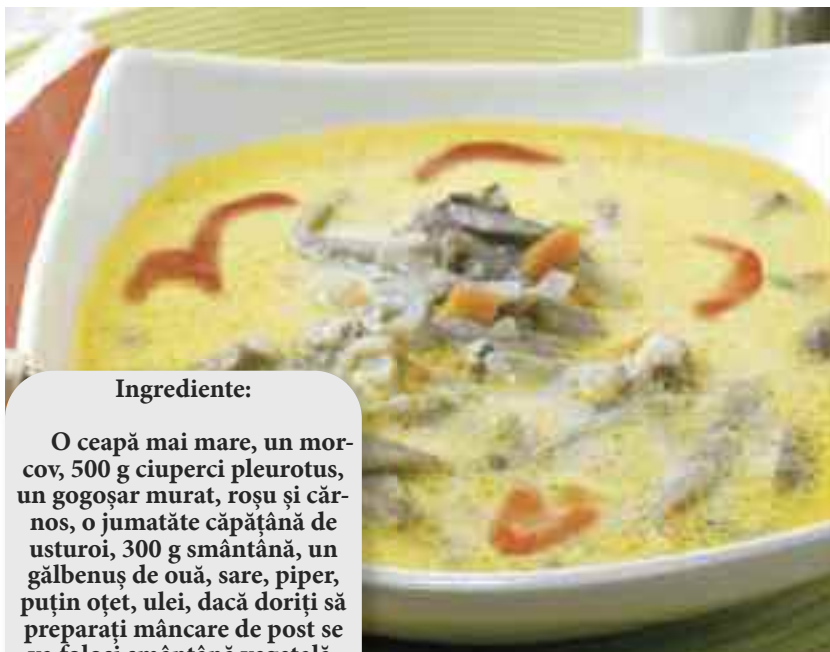 Ingrediente:
O ceapă mai mare, un mor-
cov, 500 g ciuperci pleurotus,
un gogoșar murat, roșu și căr-
nos, o jumatăte căpățână de
usturoi, 300 g smântână, un
gălbenuș de ouă, sare, piper,
puțin oțet, ulei, dacă doriți să
preparați mâncare de post se
smântână vegetală